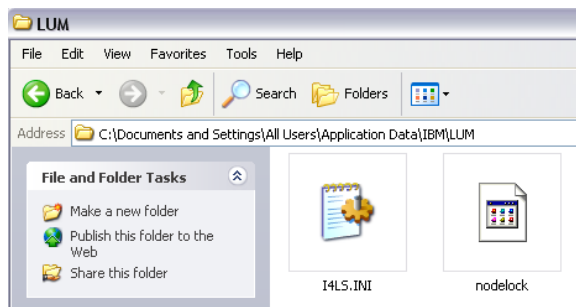 LUM
File Edit View Favorites Tools Help
Back Search Folders
Address C:\Documents and Settings\All Users\Application Data\IBM\LUM
File and Folder Tasks
Make a new folder
Publish this folder to the
Web
Share this folder
I4LS.INI nodelock